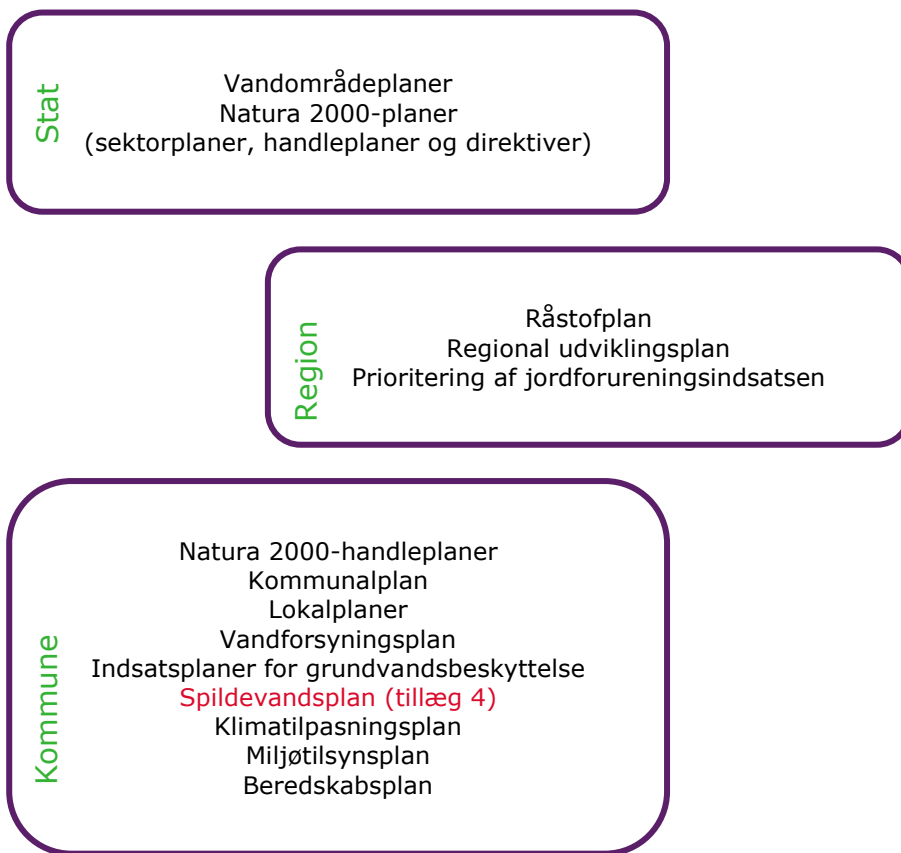 Stat
Vandområdeplaner
Natura 2000-planer
(sektorplaner, handleplaner og direktiver)
Region
Råstofplan
Regional udviklingsplan
Prioritering af jordforureningsindsatsen
Kommune
Natura 2000-handleplaner
Kommunalplan
Lokalplaner
Vandforsyningsplan
Indsatsplaner for grundvandsbeskyttelse
Spildevandsplan (tillæg 4)
Klimatilpasningsplan
Miljøtilsynsplan
Beredskabsplan